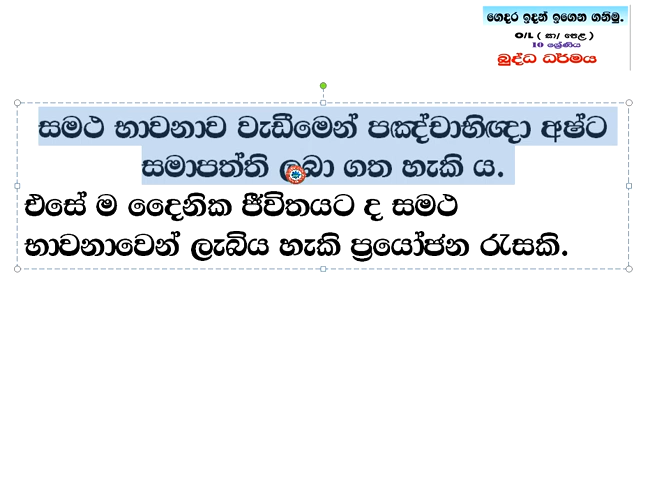 ගෙදර ඉඳන් ඉගෙන ගනිමු.
O/L ( සා/ පෙළ )
10 ශ්‍රේණිය
බුද්ධ ධර්මය
සමථ භාවනාව වැඩීමෙන් පඤ්චාභිඥා අෂ්ට
සමාපත්ති ලබා ගත හැකි ය.
එසේ ම දෛනික ජීවිතයට ද සමථ
භාවනාවෙන් ලැබිය හැකි ප්‍රයෝජන රැසකි.